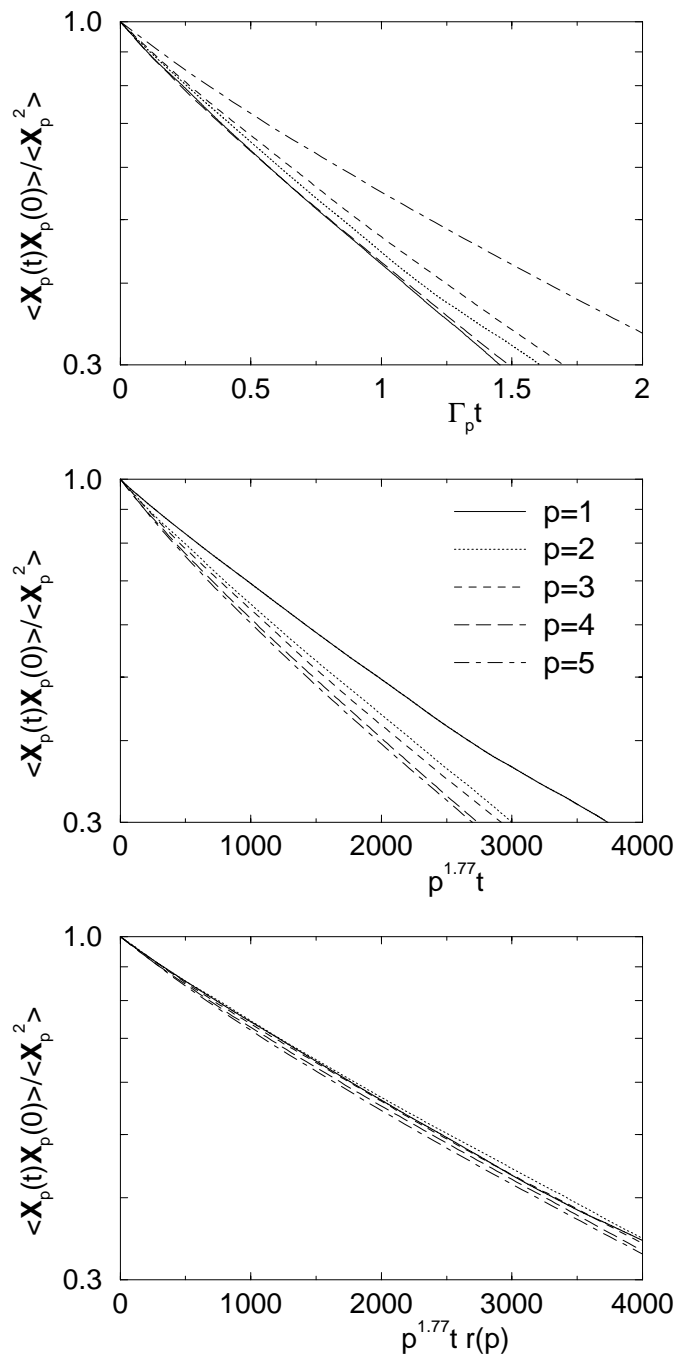 1.0
<X_p(t)X_p(0)>/<X_p^2>
0.3
0 0.5 1 1.5 2
Γ_p t
1.0
<X_p(t)X_p(0)>/<X_p^2>
p=1
p=2
p=3
p=4
p=5
0.3
0 1000 2000 3000 4000
p^1.77 t
1.0
<X_p(t)X_p(0)>/<X_p^2>
0.3
0 1000 2000 3000 4000
p^1.77 t r(p)